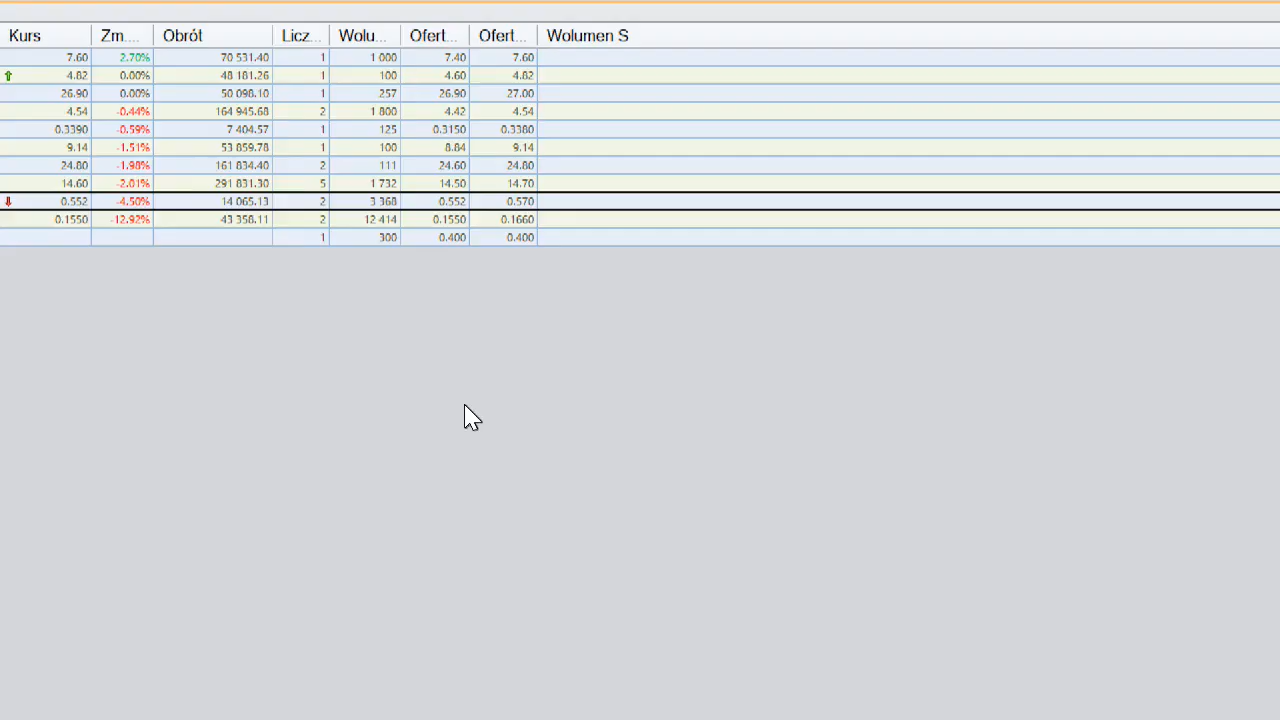 Kurs Zm.... Obrót Licz... Wolu... Ofert... Ofert... Wolumen S
7.60 2.70% 70 531.40 1 1 000 7.40 7.60
4.82 0.00% 48 181.26 1 100 4.60 4.82
26.90 0.00% 50 098.10 1 257 26.90 27.00
4.54 -0.44% 164 945.68 2 1 800 4.42 4.54
0.3390 -0.59% 7 404.57 1 125 0.3150 0.3380
9.14 -1.51% 53 859.78 1 100 8.84 9.14
24.80 -1.98% 161 834.40 2 111 24.60 24.80
14.60 -2.01% 291 831.30 5 1 732 14.50 14.70
0.552 -4.50% 14 065.13 2 3 368 0.552 0.570
0.1550 -12.92% 43 358.11 2 12 414 0.1550 0.1660
1 300 0.400 0.400